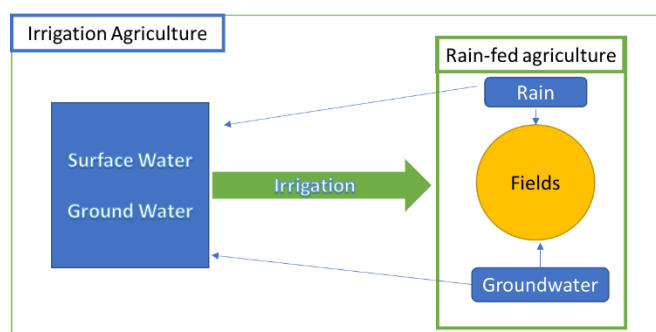 Irrigation Agriculture
Rain-fed agriculture
Rain
Surface Water
Irrigation
Fields
Ground Water
Groundwater